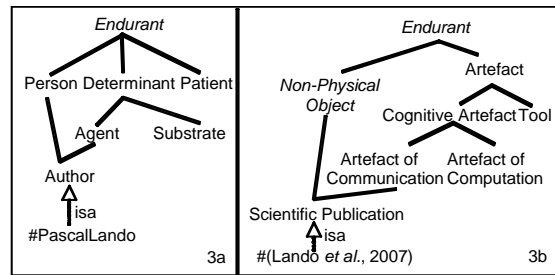 Endurant
Person Determinant Patient
Agent Substrate
Author
isa
#PascalLando
3a
Endurant
Artefact
Non-Physical
Object
Cognitive Artefact Tool
Artefact of
Communication
Artefact of
Computation
Scientific Publication
isa
#(Lando et al., 2007)
3b